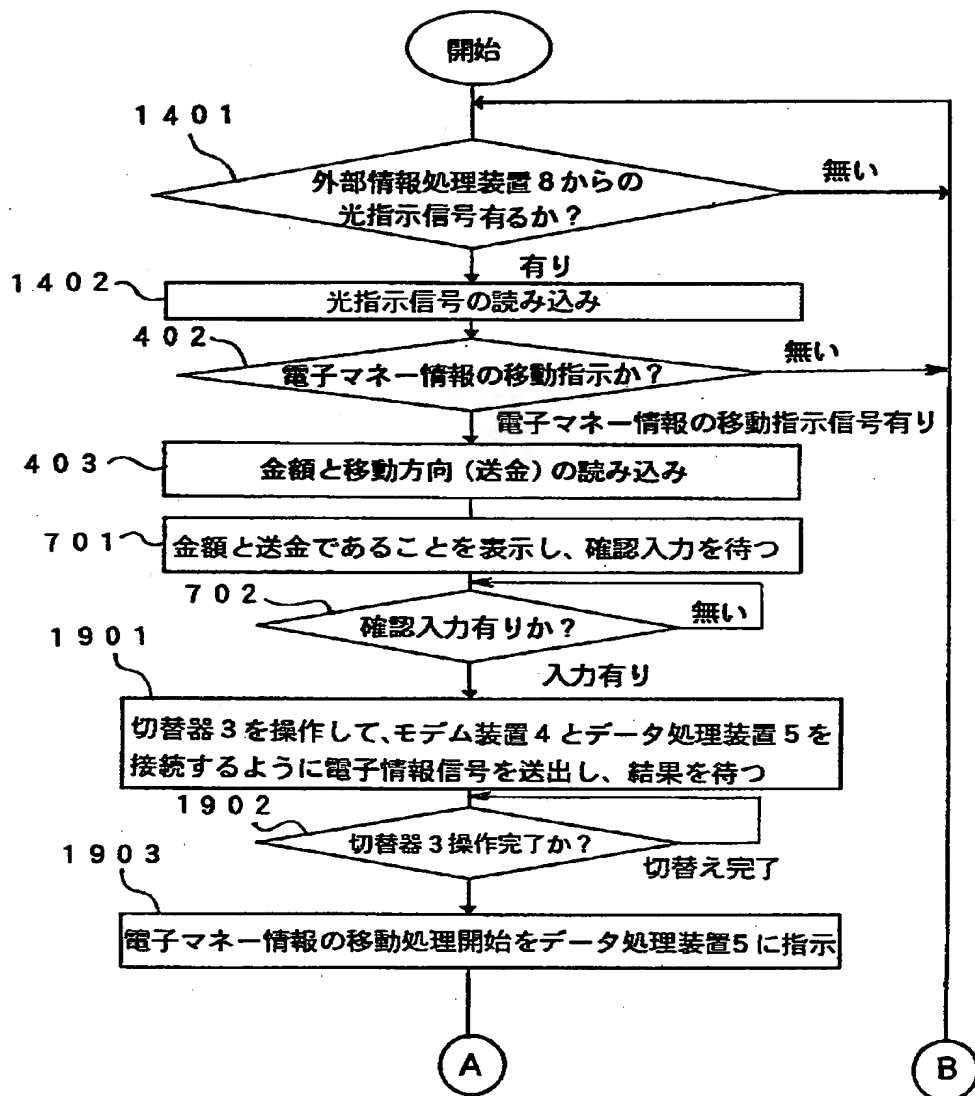 開始
1401
外部情報処理装置8からの
光指示信号有るか?
無い
有り
1402
光指示信号の読み込み
402
電子マネー情報の移動指示か?
無い
電子マネー情報の移動指示信号有り
403
金額と移動方向(送金)の読み込み
701
金額と送金であることを表示し、確認入力を待つ
702
確認入力有りか?
無い
入力有り
1901
切替器3を操作して、モデム装置4とデータ処理装置5を
接続するように電子情報信号を送出し、結果を待つ
1902
切替器3操作完了か?
切替え完了
1903
電子マネー情報の移動処理開始をデータ処理装置5に指示
A
B